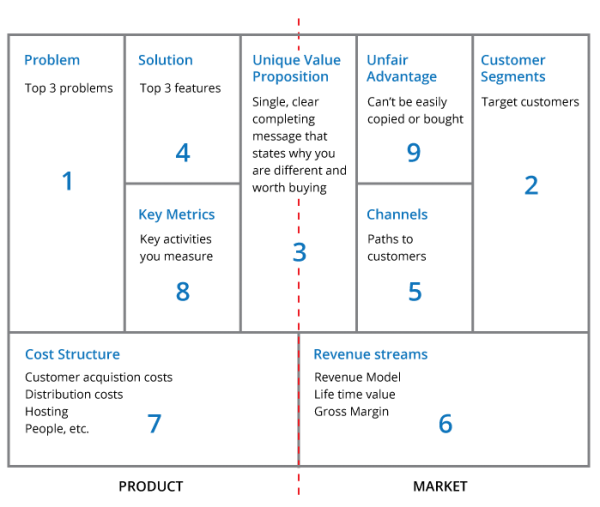 Problem
Top 3 problems
1
Solution
Top 3 features
4
Key Metrics
Key activities
you measure
8
Unique Value
Proposition
Single, clear
completing
message that
states why you
are different and
worth buying
3
Unfair
Advantage
Can't be easily
copied or bought
9
Channels
Paths to
customers
5
Customer
Segments
Target customers
2
Cost Structure
Customer acquistion costs
Distribution costs
Hosting
People, etc.
7
Revenue streams
Revenue Model
Life time value
Gross Margin
6
PRODUCT
MARKET